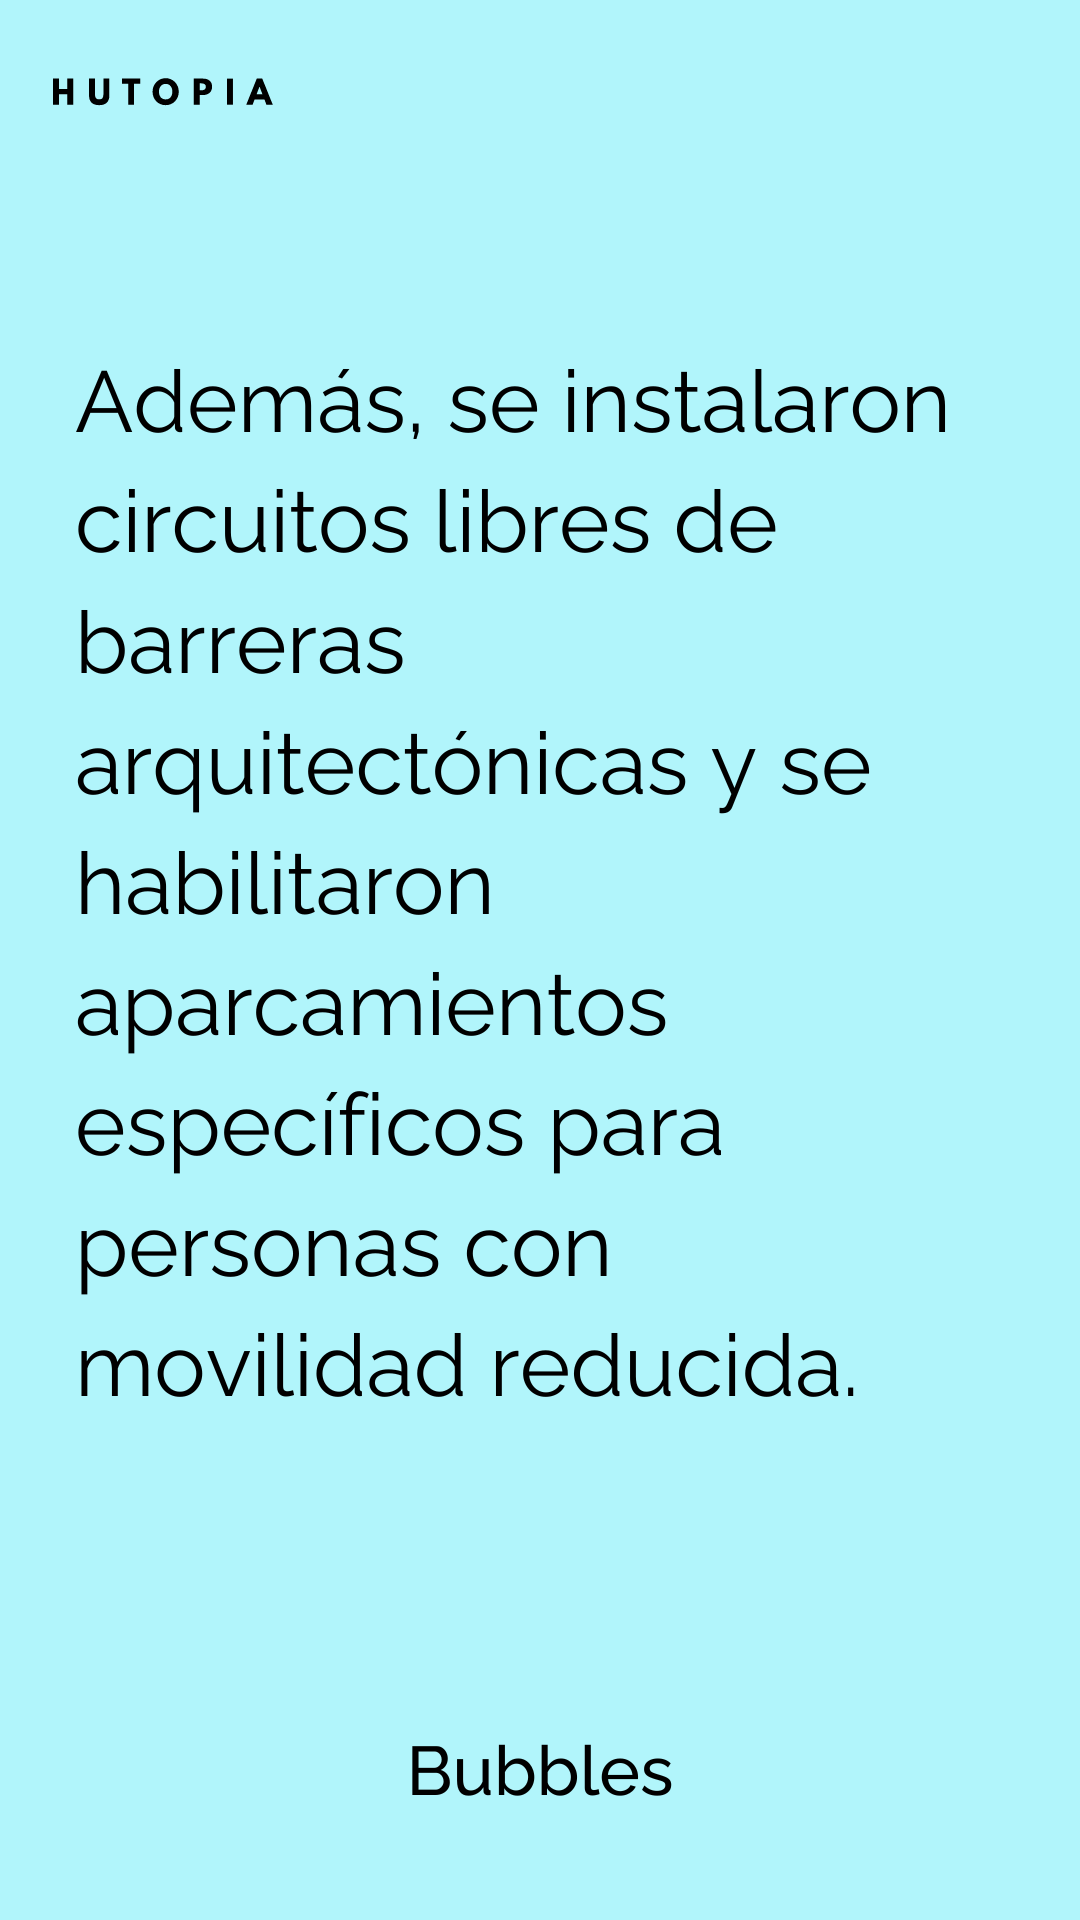 HUTOPIA
Además, se instalaron
circuitos libres de
barreras
arquitectónicas y se
habilitaron
aparcamientos
específicos para
personas con
movilidad reducida.
Bubbles